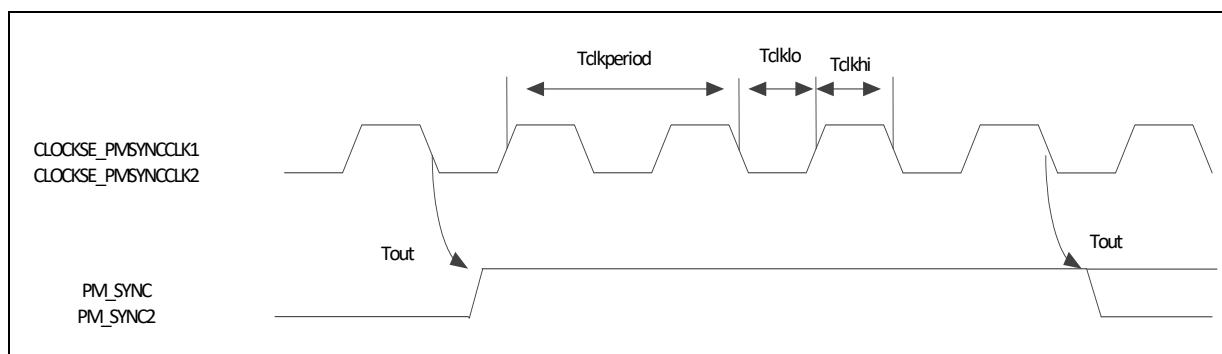 Tclkperiod
Tclklo
Tclkhi
CLOCKSE_PMSYNCCLK1
CLOCKSE_PMSYNCCLK2
Tout
Tout
PM_SYNC
PM_SYNC2